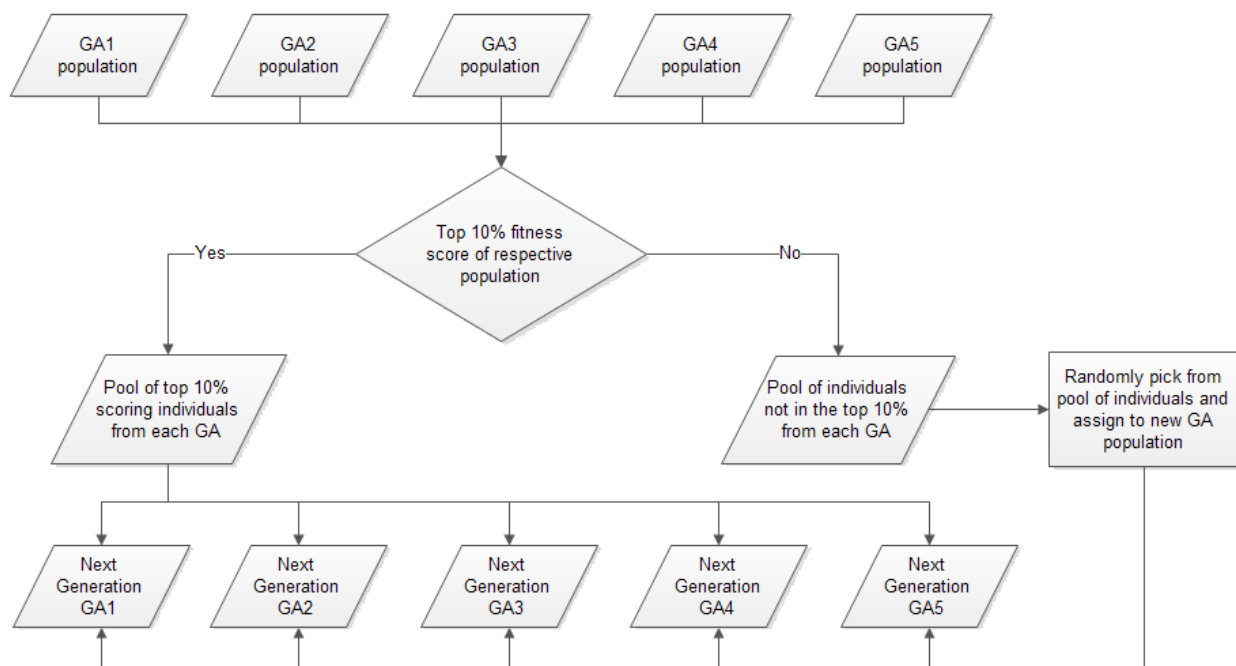 GA1
population
GA2
population
GA3
population
GA4
population
GA5
population
Top 10% fitness
score of respective
population
Yes
No
Pool of top 10%
scoring individuals
from each GA
Pool of individuals
not in the top 10%
from each GA
Randomly pick from
pool of individuals and
assign to new GA
population
Next
Generation
GA1
Next
Generation
GA2
Next
Generation
GA3
Next
Generation
GA4
Next
Generation
GA5